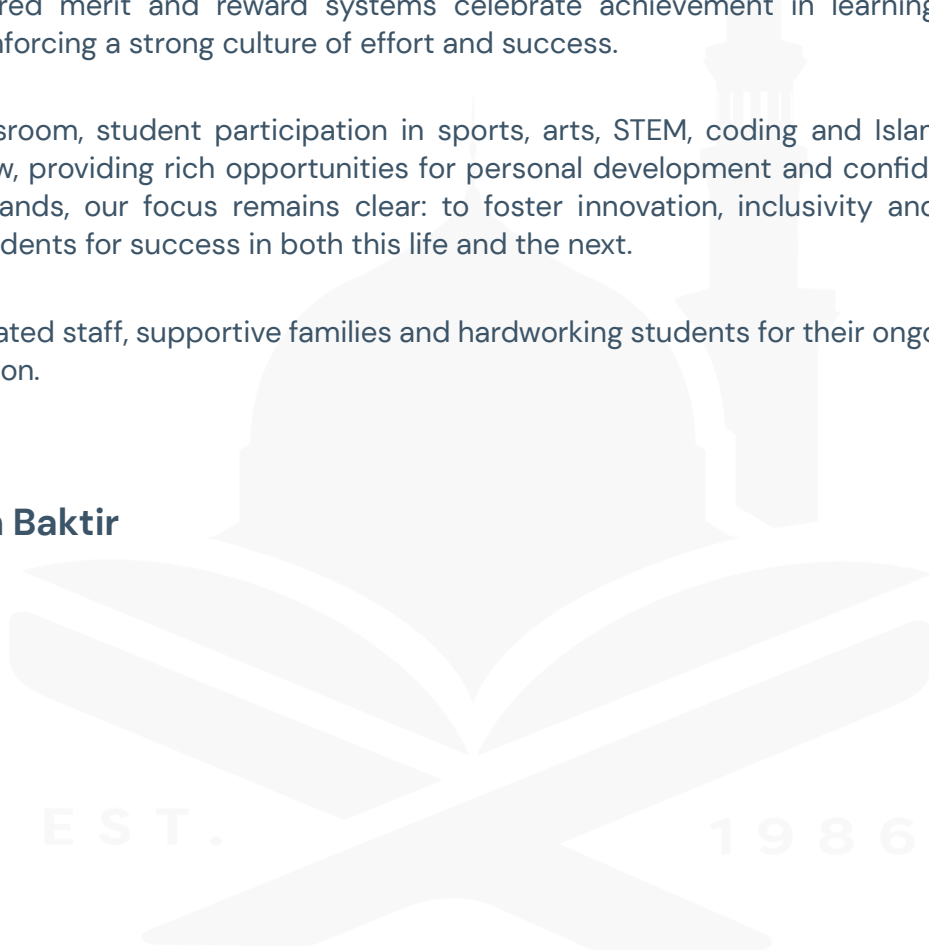 red merit and reward systems celebrate achievement in learning
nforcing a strong culture of effort and success.
sroom, student participation in sports, arts, STEM, coding and Islam
w, providing rich opportunities for personal development and confid
ands, our focus remains clear: to foster innovation, inclusivity and
dents for success in both this life and the next.
ated staff, supportive families and hardworking students for their ongo
on.
Baktir
EST. 1986